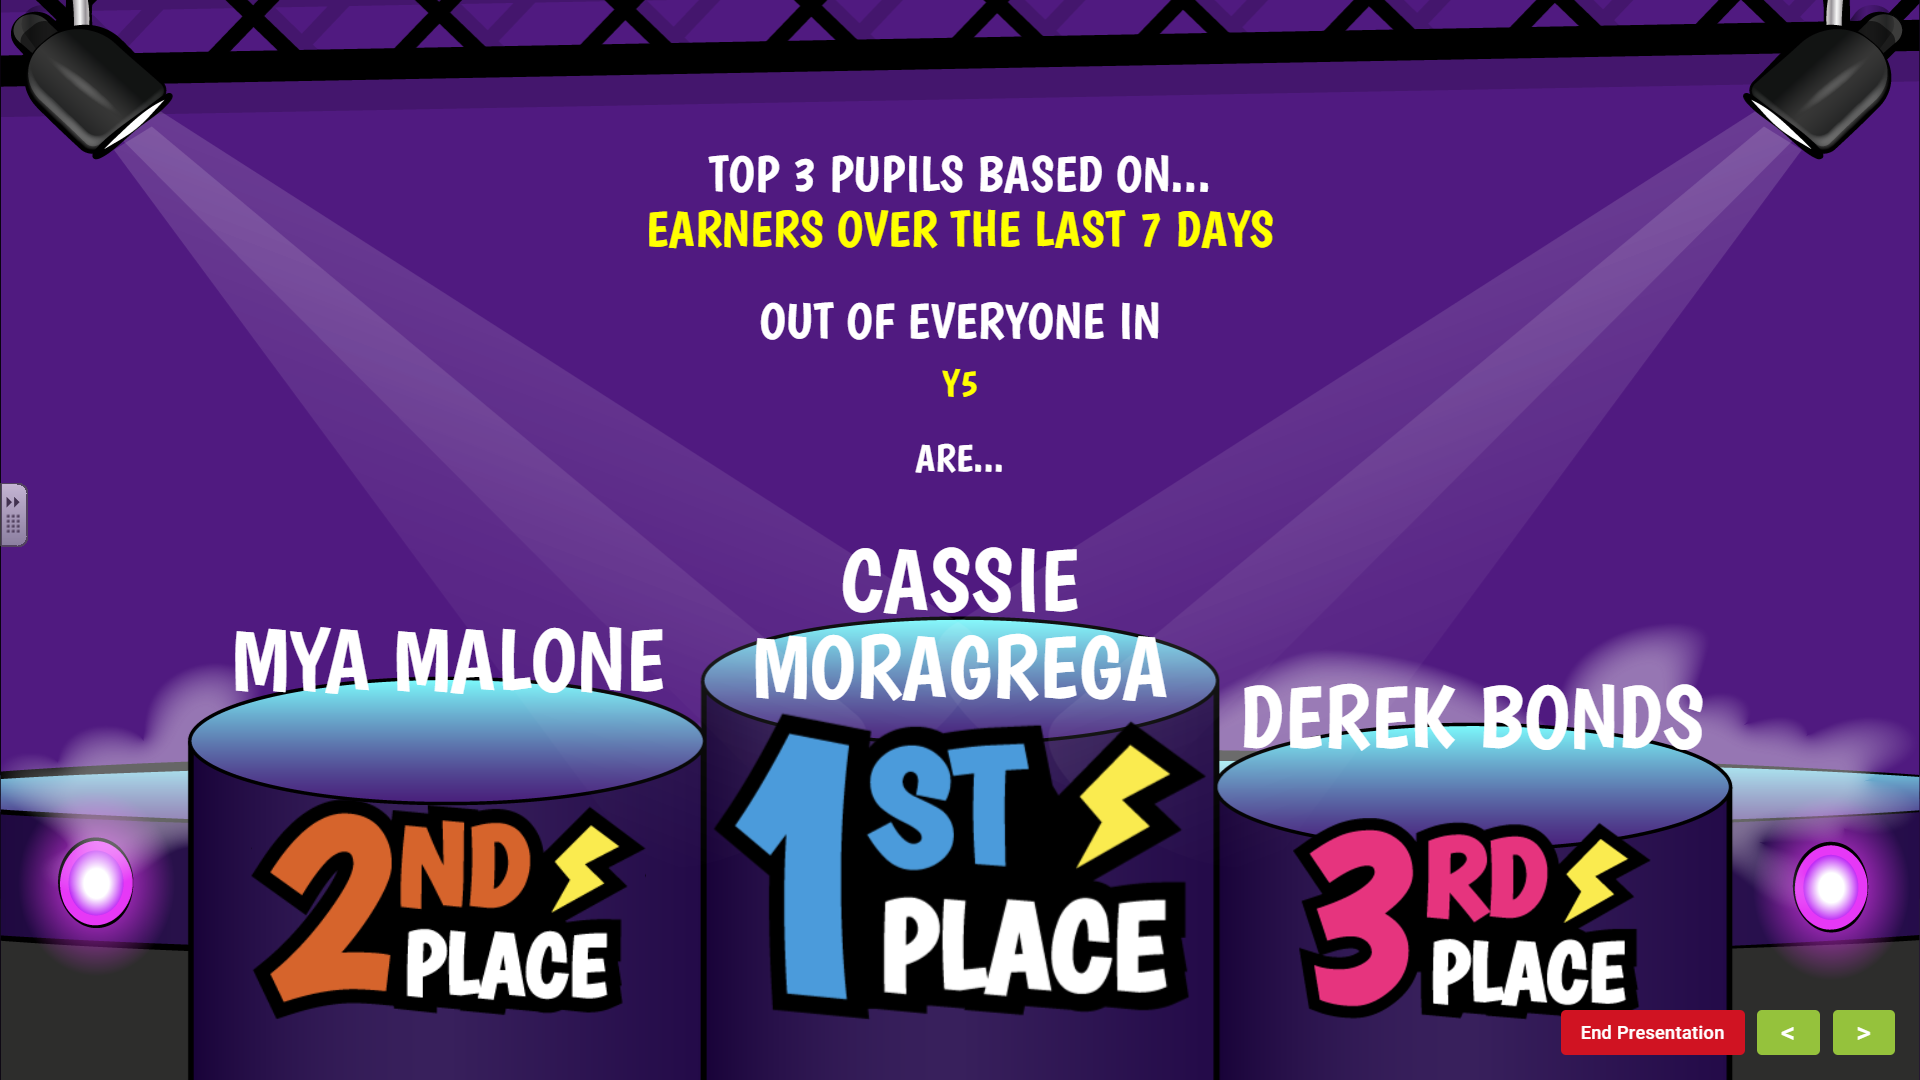 TOP 3 PUPILS BASED ON...
EARNERS OVER THE LAST 7 DAYS
OUT OF EVERYONE IN
Y5
ARE...
CASSIE
MORAGREGA
MYA MALONE
DEREK BONDS
1ST
PLACE
2ND
PLACE
3RD
PLACE
End Presentation
<
>